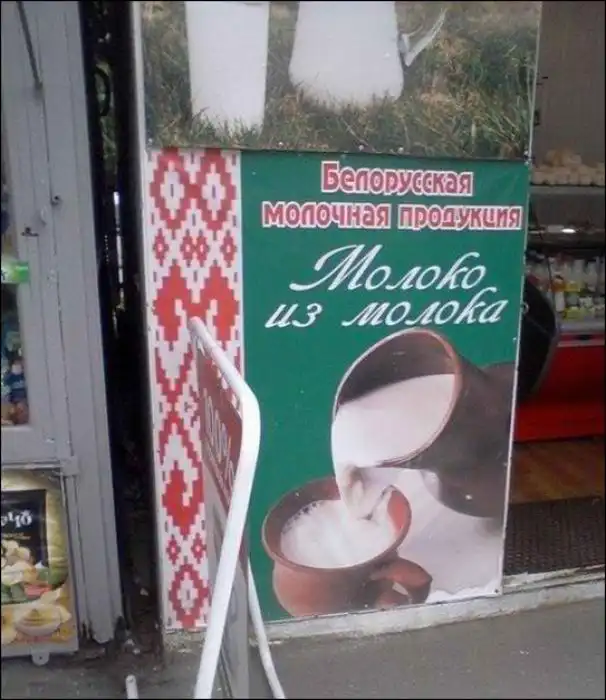 Белорусская
молочная продукция
Молоко
из молока